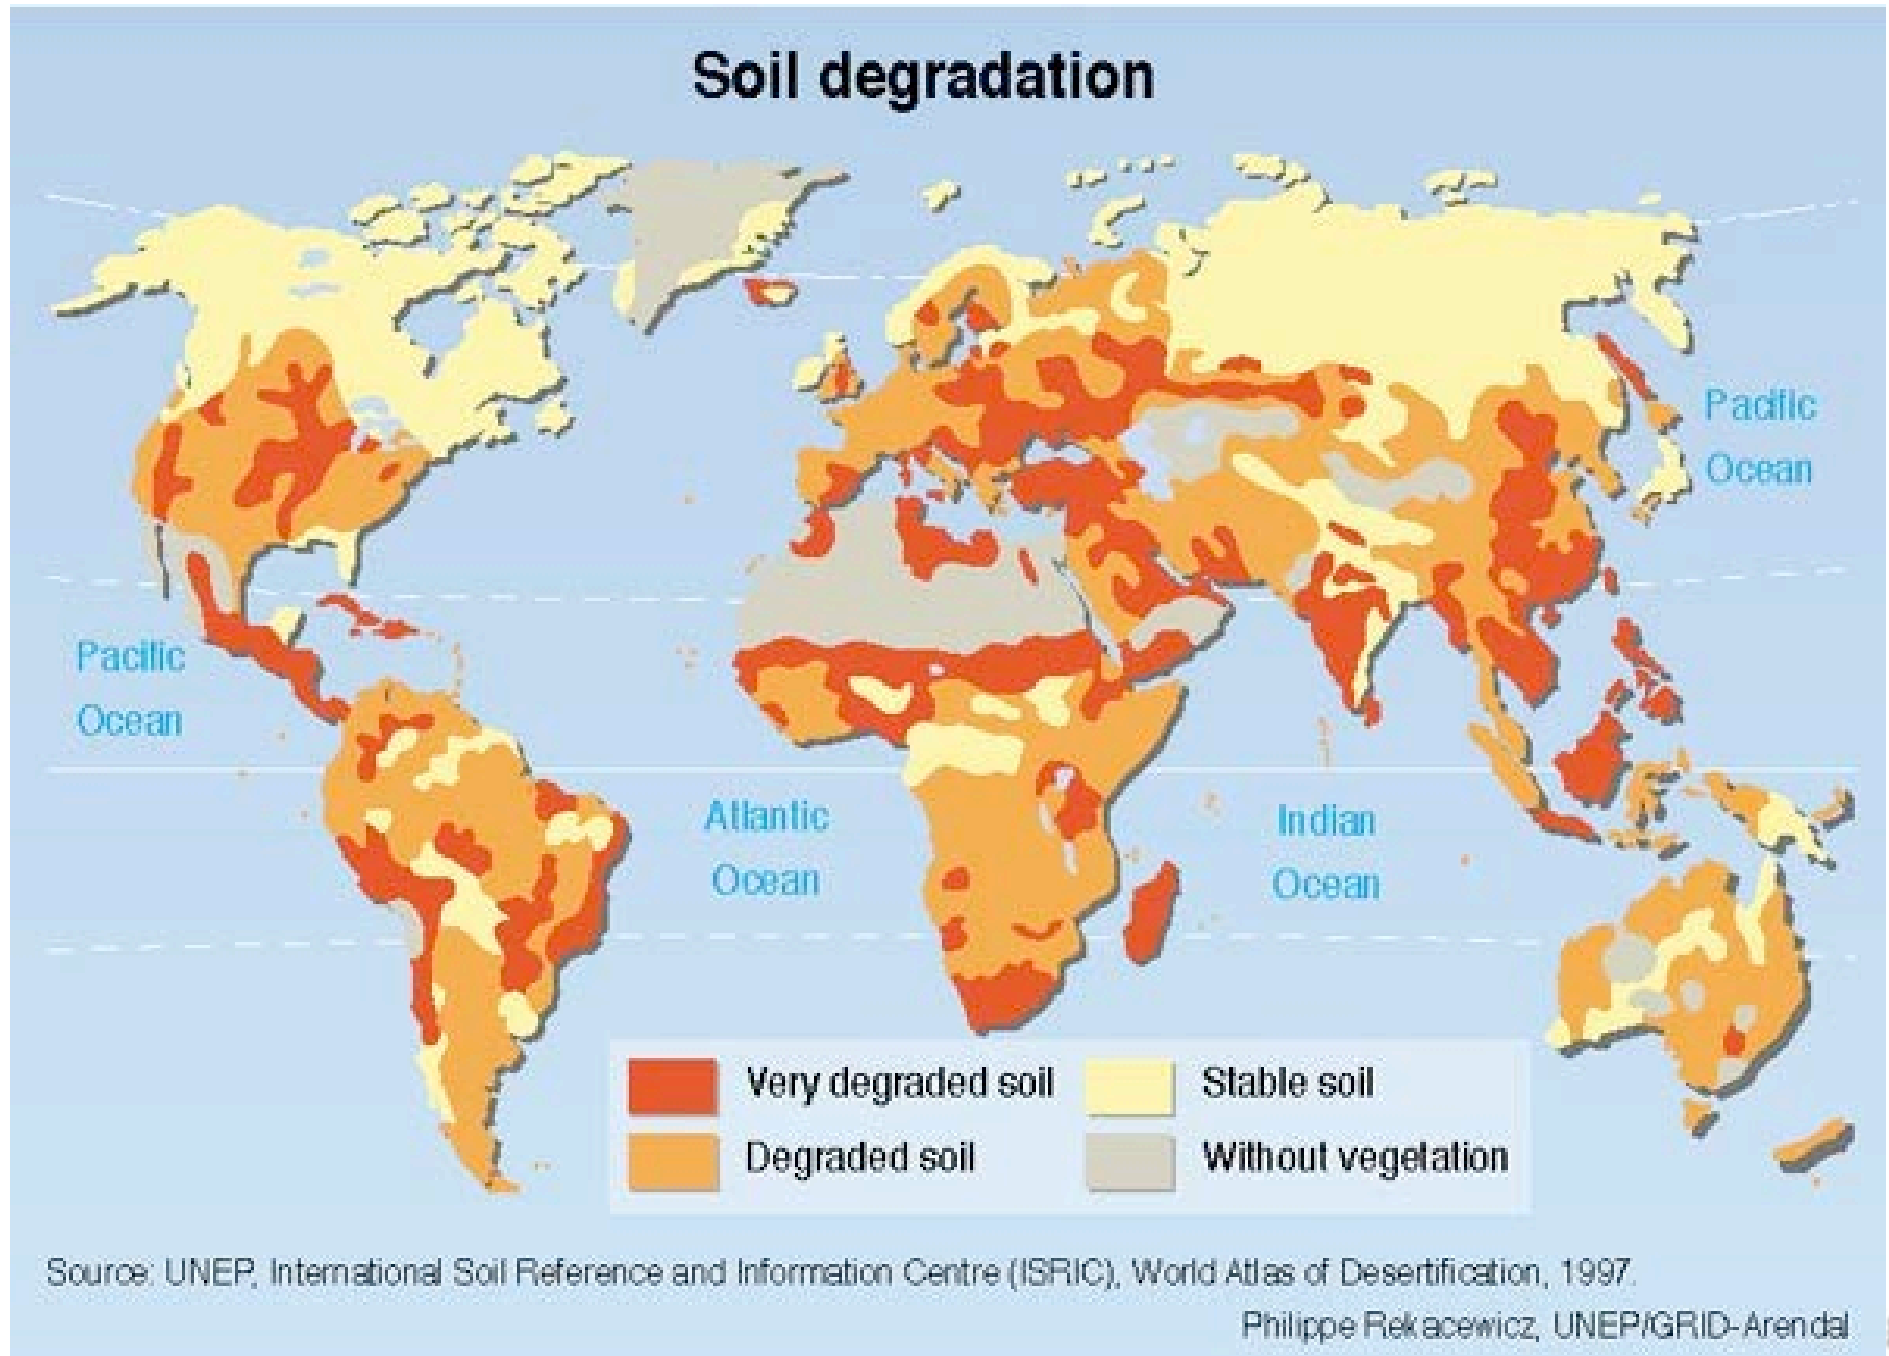 Soil degradation
Pacific
Ocean
Pacific
Ocean
Atlantic
Ocean
Indian
Ocean
Very degraded soil
Degraded soil
Stable soil
Without vegetation
Source: UNEP, International Soil Reference and Information Centre (ISRIC), World Atlas of Desertification, 1997.
Philippe Rekacewicz, UNEP/GRID-Arendal